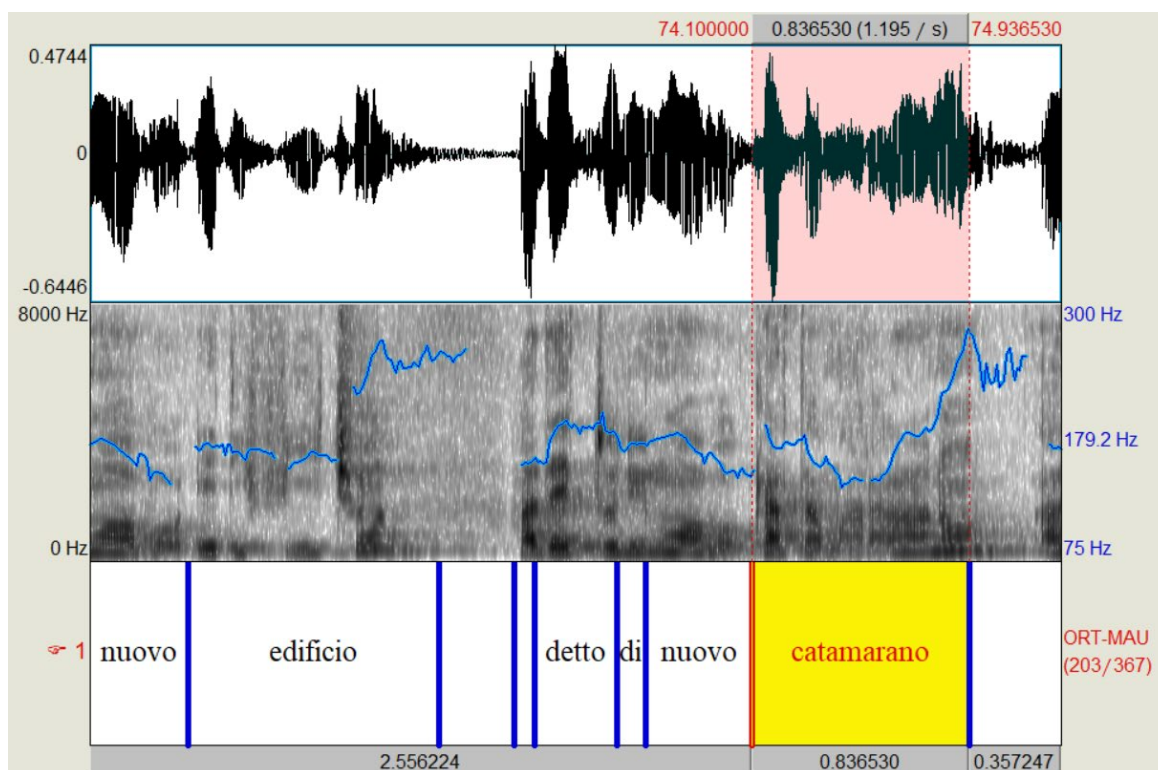 74.100000 0.836530 (1.195 / s) 74.936530
0.4744
0
-0.6446
8000 Hz 300 Hz
179.2 Hz
0 Hz 75 Hz
☞ 1 nuovo edificio detto di nuovo catamarano ORT-MAU
(203/367)
2.556224 0.836530 0.357247